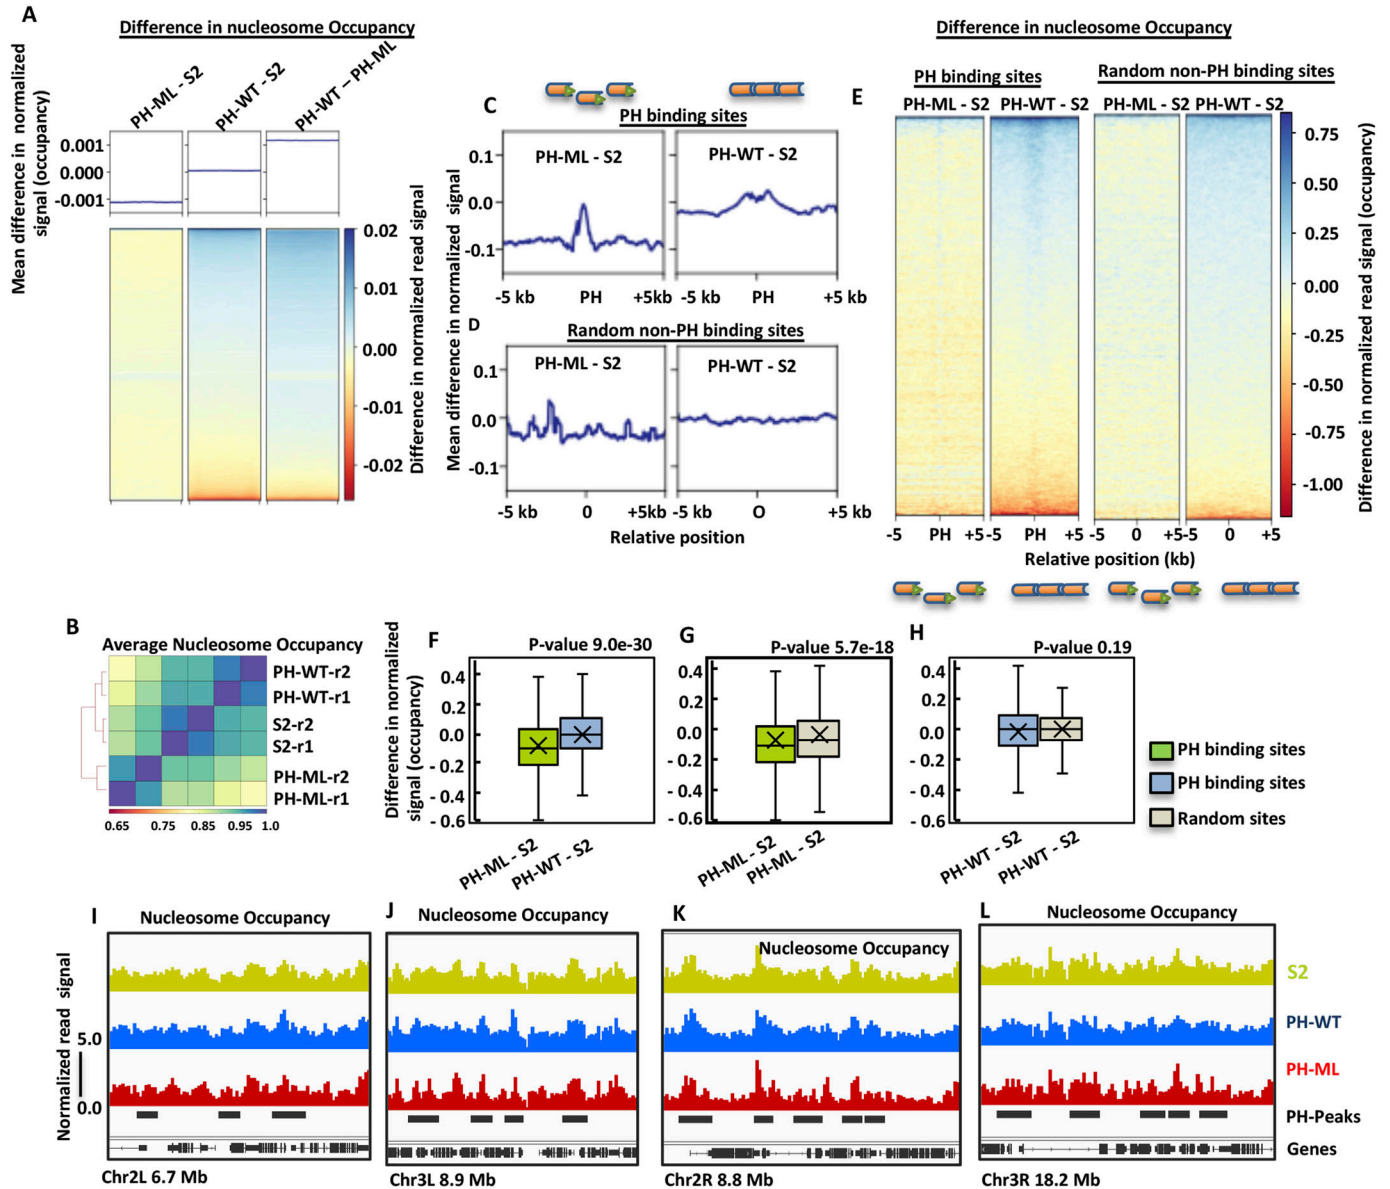 A
Difference in nucleosome Occupancy
PH-ML - S2
PH-WT - S2
PH-WT – PH-ML
Mean difference in normalized
signal (occupancy)
0.001
0.000
-0.001
0.02
0.01
0.00
-0.01
-0.02
Difference in normalized read signal
B
Average Nucleosome Occupancy
PH-WT-r2
PH-WT-r1
S2-r2
S2-r1
PH-ML-r2
PH-ML-r1
0.65 0.75 0.85 0.95 1.0
C
PH binding sites
PH-ML - S2
PH-WT - S2
0.1
0.0
-0.1
-5 kb PH +5kb -5 kb PH +5 kb
Mean difference in normalized signal
D
Random non-PH binding sites
PH-ML - S2
PH-WT - S2
0.1
0.0
-0.1
-5 kb 0 +5kb -5 kb O +5 kb
Relative position
Difference in nucleosome Occupancy
E
PH binding sites
Random non-PH binding sites
PH-ML - S2 PH-WT - S2 PH-ML - S2 PH-WT - S2
0.75
0.50
0.25
0.00
-0.25
-0.50
-0.75
-1.00
Difference in normalized read signal (occupancy)
-5 PH +5 -5 PH +5 -5 0 +5 -5 0 +5
Relative position (kb)
F
P-value 9.0e-30
Difference in normalized
signal (occupancy)
0.4
0.2
0.0
- 0.2
- 0.4
- 0.6
PH-ML - S2
PH-WT - S2
G
P-value 5.7e-18
0.4
0.2
0.0
- 0.2
- 0.4
- 0.6
PH-ML - S2
PH-ML - S2
H
P-value 0.19
0.4
0.2
0.0
- 0.2
- 0.4
- 0.6
PH-WT - S2
PH-WT - S2
PH binding sites
PH binding sites
Random sites
I
Nucleosome Occupancy
Normalized read signal
5.0
0.0
Chr2L 6.7 Mb
J
Nucleosome Occupancy
Chr3L 8.9 Mb
K
Nucleosome Occupancy
Chr2R 8.8 Mb
L
Nucleosome Occupancy
Chr3R 18.2 Mb
S2
PH-WT
PH-ML
PH-Peaks
Genes